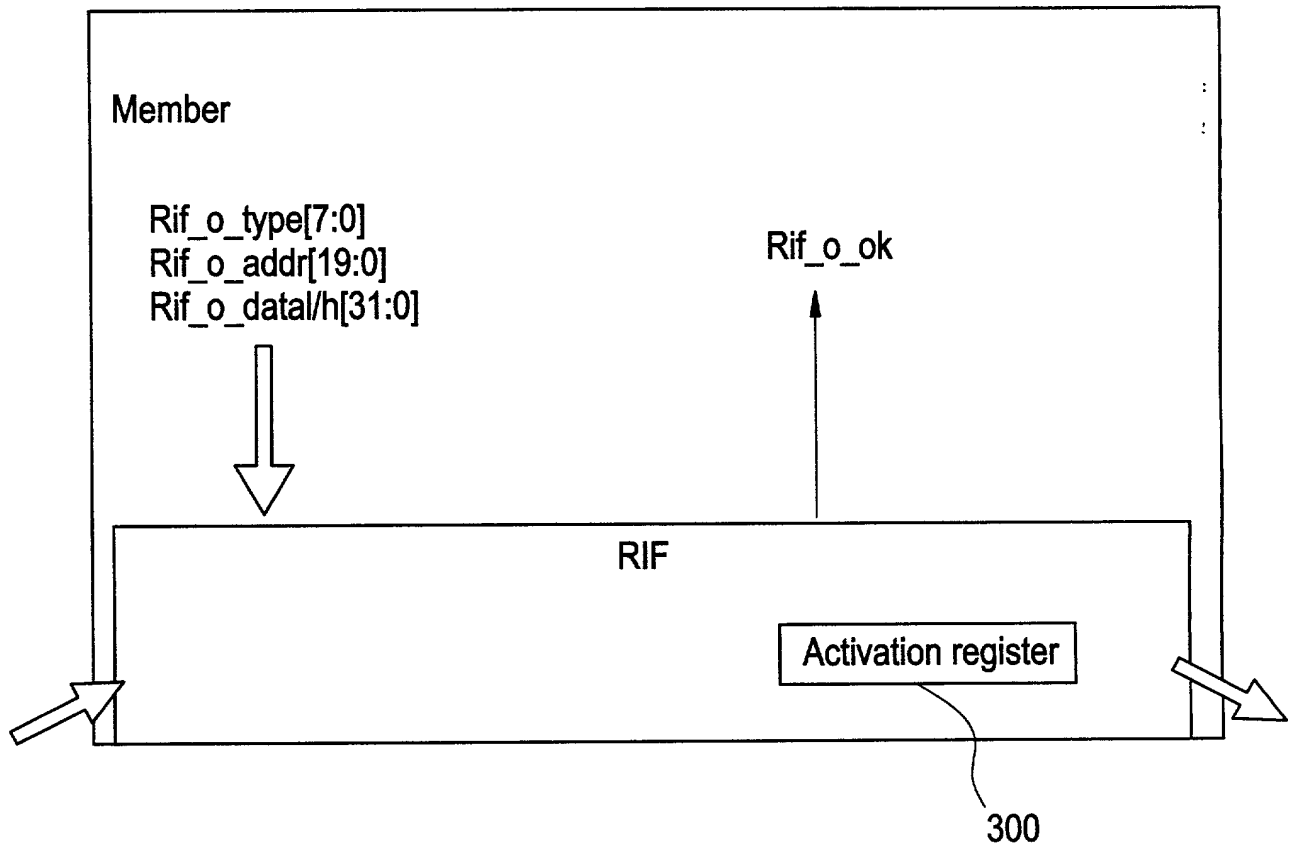 Member
Rif_o_type[7:0]
Rif_o_addr[19:0]
Rif_o_datal/h[31:0]
Rif_o_ok
RIF
Activation register
300